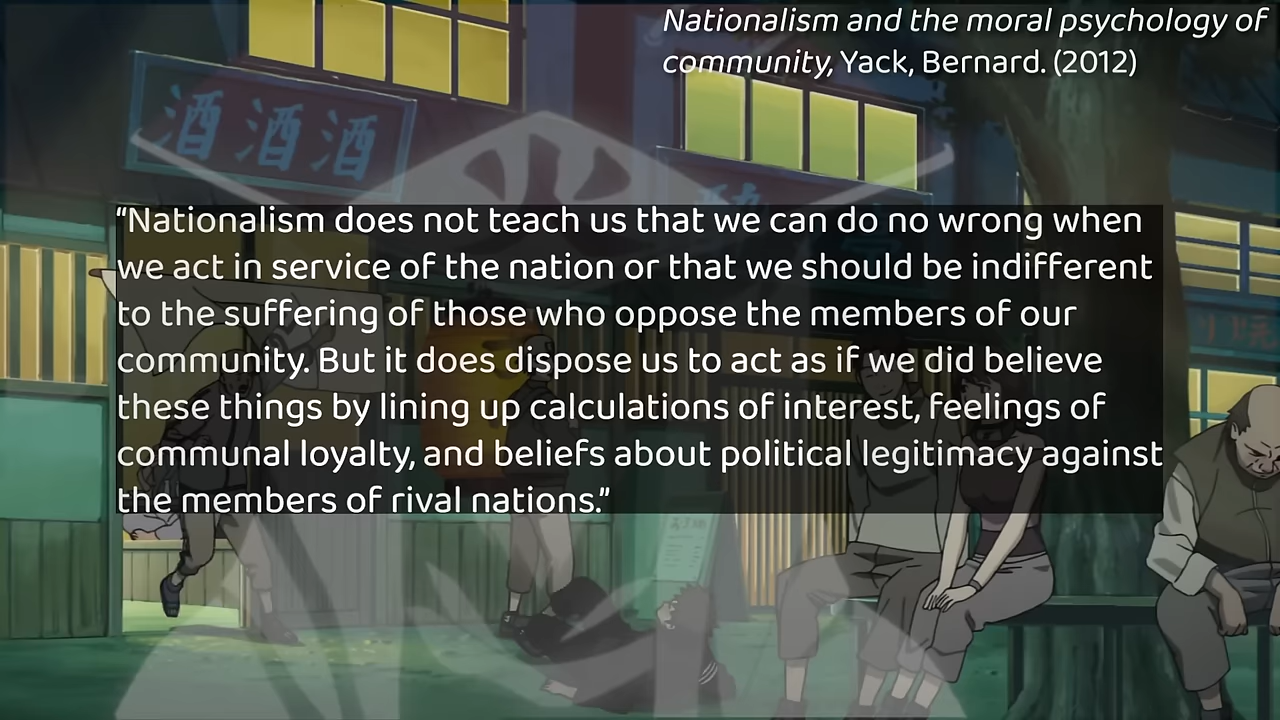 Nationalism and the moral psychology of
community, Yack, Bernard. (2012)
酒酒酒
火
“Nationalism does not teach us that we can do no wrong when
we act in service of the nation or that we should be indifferent
to the suffering of those who oppose the members of our
community. But it does dispose us to act as if we did believe
these things by lining up calculations of interest, feelings of
communal loyalty, and beliefs about political legitimacy against
the members of rival nations.”